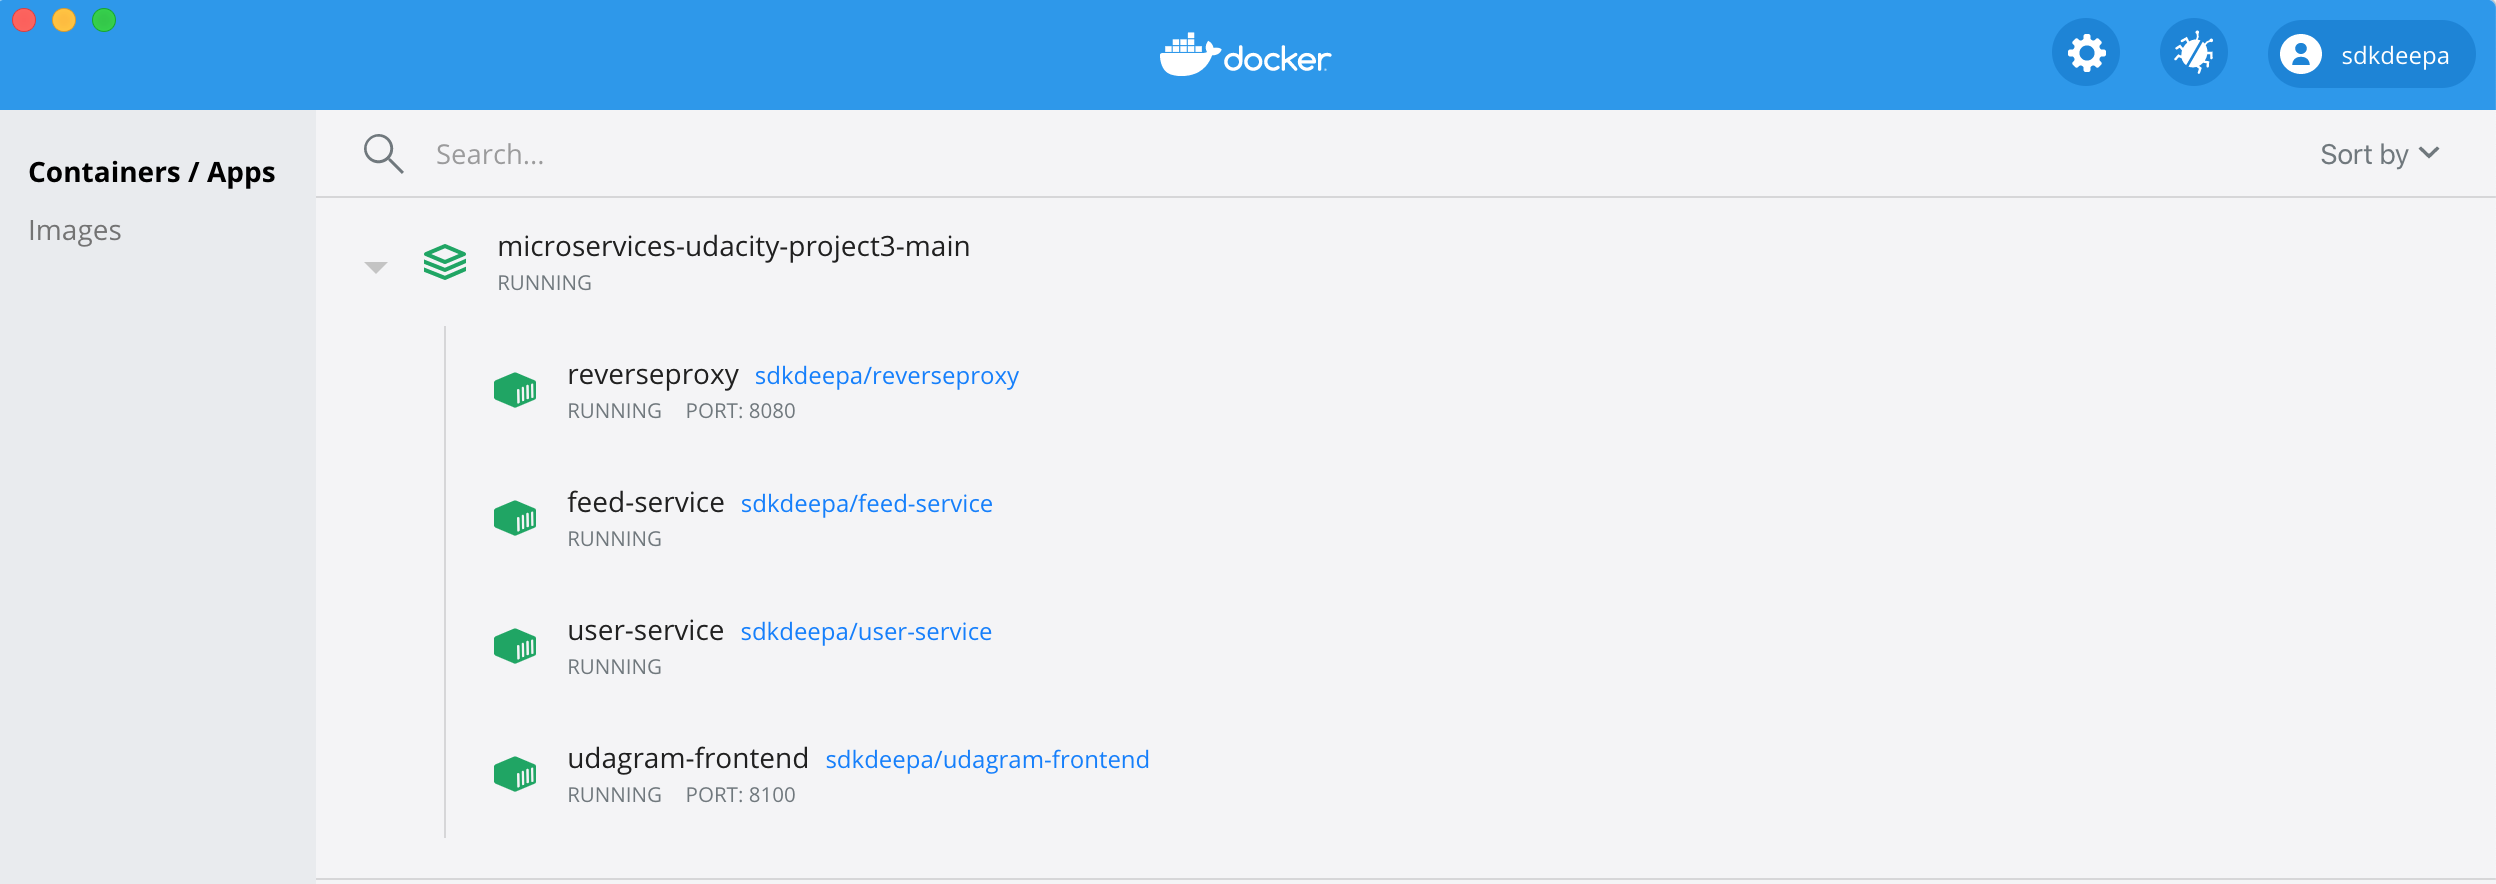 docker
sdkdeepa
Containers / Apps
Images
Search...
Sort by
microservices-udacity-project3-main
RUNNING
reverseproxy sdkdeepa/reverseproxy
RUNNING PORT: 8080
feed-service sdkdeepa/feed-service
RUNNING
user-service sdkdeepa/user-service
RUNNING
udagram-frontend sdkdeepa/udagram-frontend
RUNNING PORT: 8100